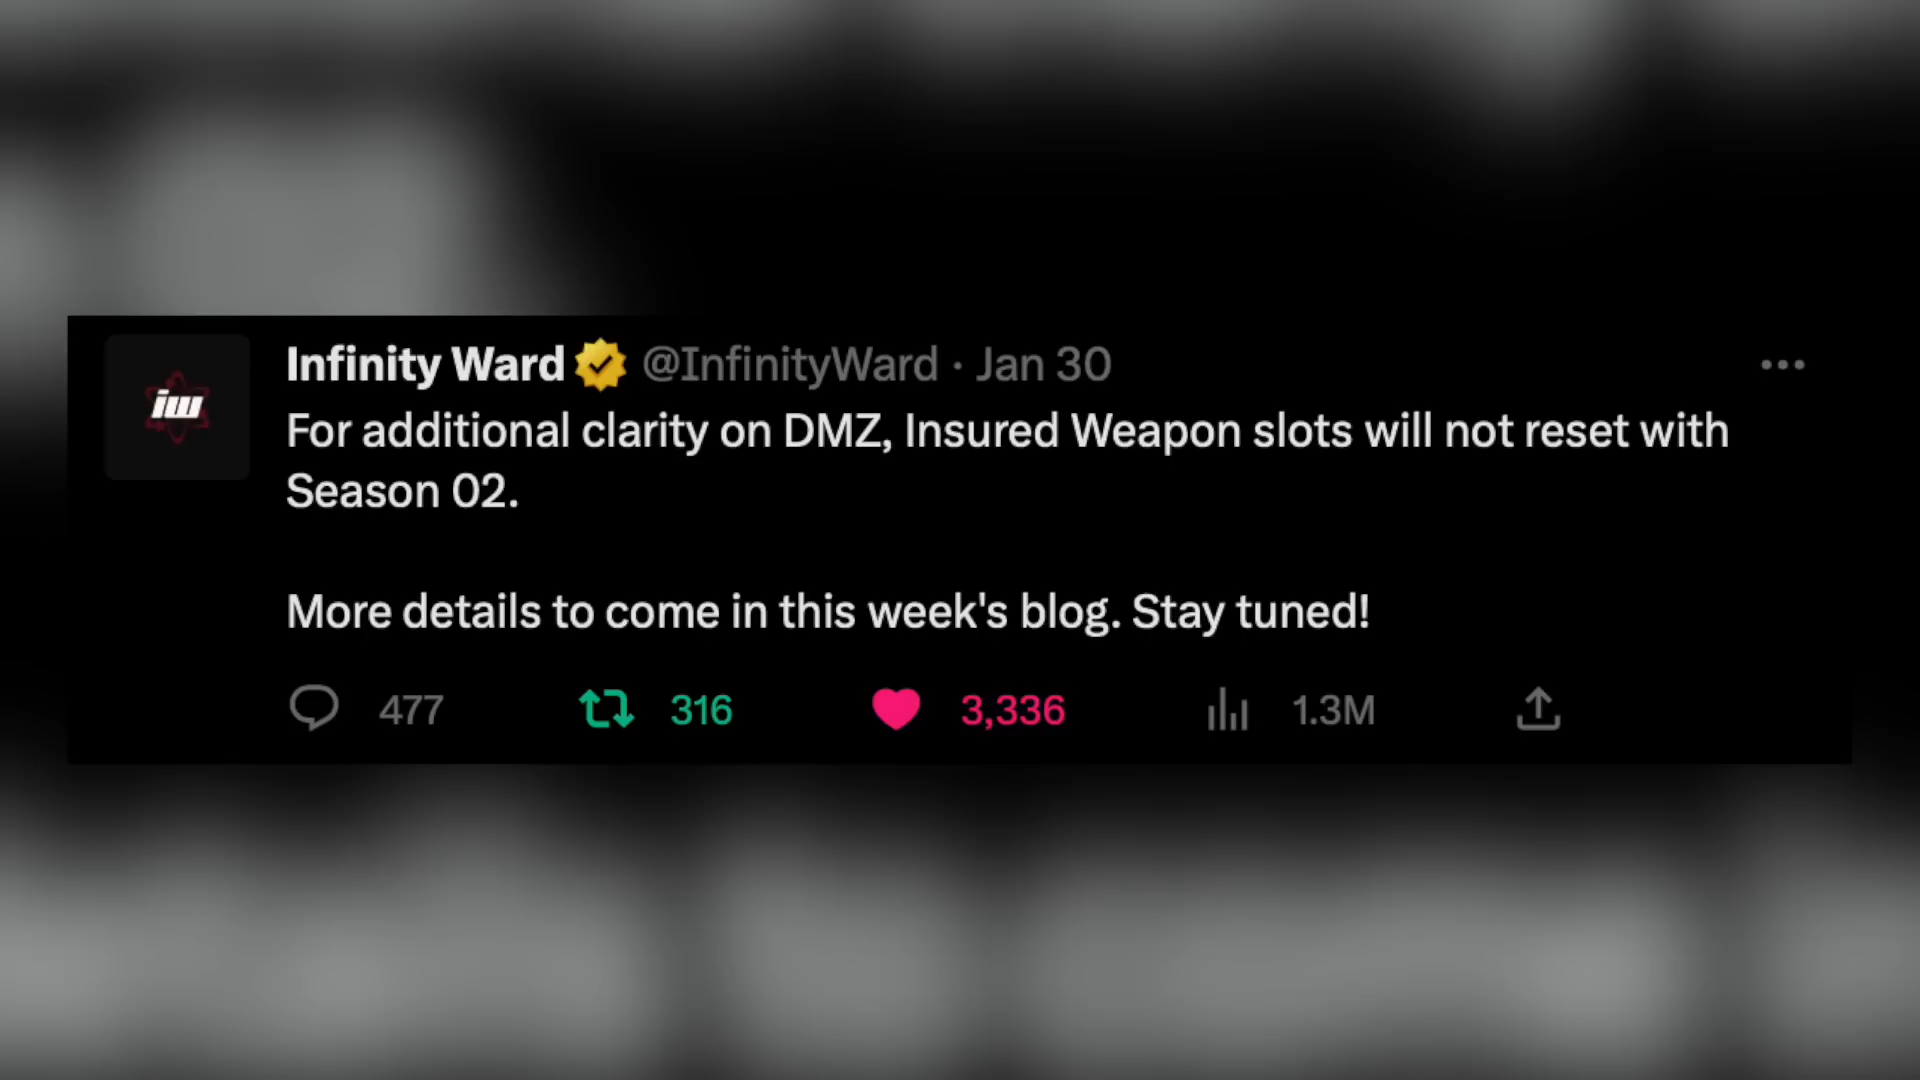 iw
Infinity Ward @InfinityWard · Jan 30
For additional clarity on DMZ, Insured Weapon slots will not reset with
Season 02.
More details to come in this week's blog. Stay tuned!
477 316 3,336 1.3M